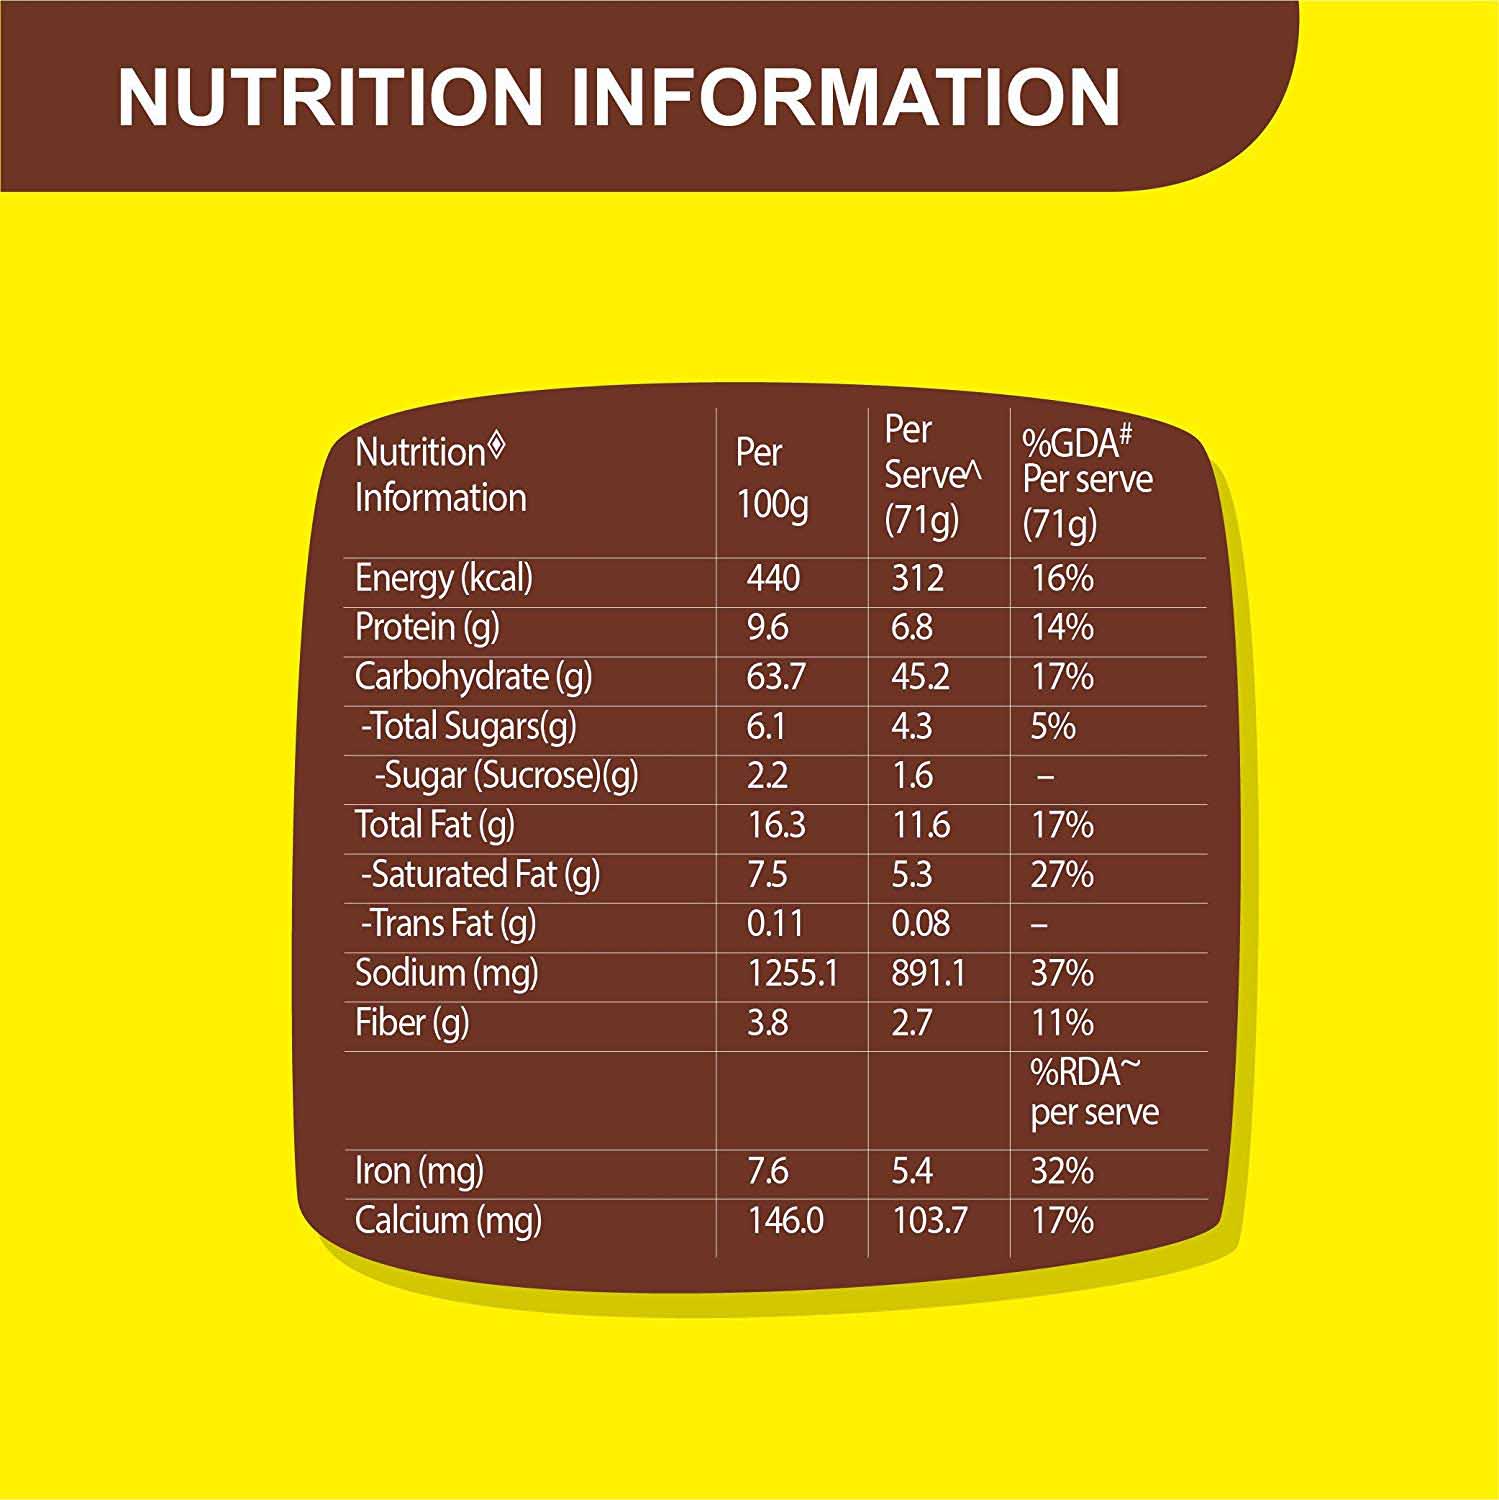 NUTRITION INFORMATION
Nutrition◊ Information Per 100g Per Serve^ (71g) %GDA# Per serve (71g)
Energy (kcal) 440 312 16%
Protein (g) 9.6 6.8 14%
Carbohydrate (g) 63.7 45.2 17%
-Total Sugars(g) 6.1 4.3 5%
-Sugar (Sucrose)(g) 2.2 1.6 –
Total Fat (g) 16.3 11.6 17%
-Saturated Fat (g) 7.5 5.3 27%
-Trans Fat (g) 0.11 0.08 –
Sodium (mg) 1255.1 891.1 37%
Fiber (g) 3.8 2.7 11%
%RDA~
per serve
Iron (mg) 7.6 5.4 32%
Calcium (mg) 146.0 103.7 17%